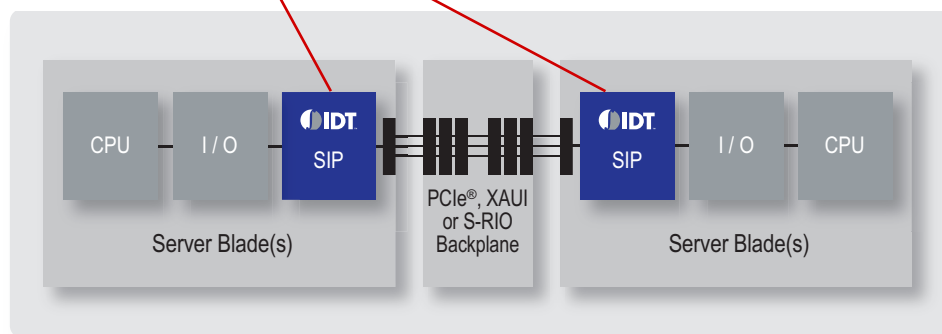 CPU
I / O
IDT
SIP
Server Blade(s)
PCIe®, XAUI
or S-RIO
Backplane
IDT
SIP
I / O
CPU
Server Blade(s)